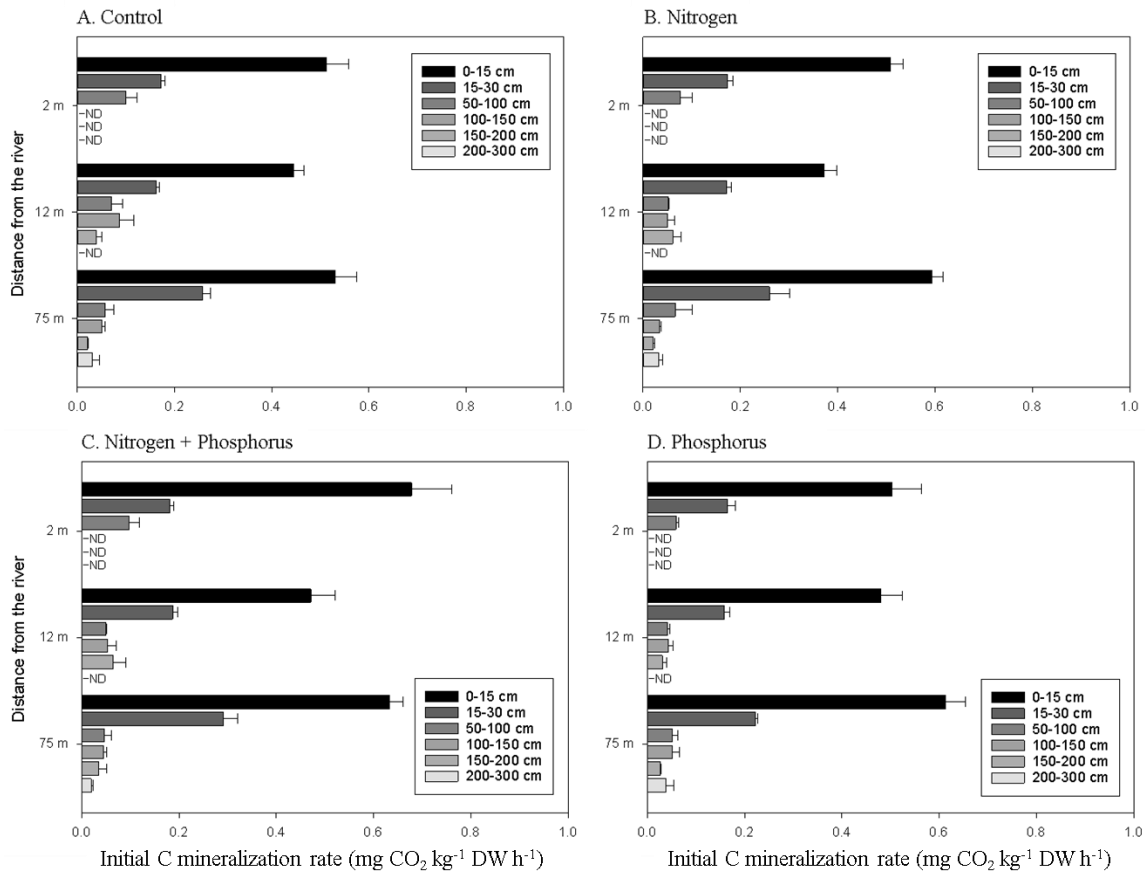 A. Control
0-15 cm
15-30 cm
50-100 cm
100-150 cm
150-200 cm
200-300 cm
Distance from the river
2 m
ND
ND
ND
12 m
ND
75 m
0.0 0.2 0.4 0.6 0.8 1.0
B. Nitrogen
0-15 cm
15-30 cm
50-100 cm
100-150 cm
150-200 cm
200-300 cm
2 m
ND
ND
ND
12 m
ND
75 m
0.0 0.2 0.4 0.6 0.8 1.0
C. Nitrogen + Phosphorus
Distance from the river
2 m
ND
ND
ND
12 m
ND
75 m
0-15 cm
15-30 cm
50-100 cm
100-150 cm
150-200 cm
200-300 cm
0.0 0.2 0.4 0.6 0.8 1.0
Initial C mineralization rate (mg CO₂ kg⁻¹ DW h⁻¹)
D. Phosphorus
2 m
ND
ND
ND
12 m
ND
75 m
0-15 cm
15-30 cm
50-100 cm
100-150 cm
150-200 cm
200-300 cm
0.0 0.2 0.4 0.6 0.8 1.0
Initial C mineralization rate (mg CO₂ kg⁻¹ DW h⁻¹)